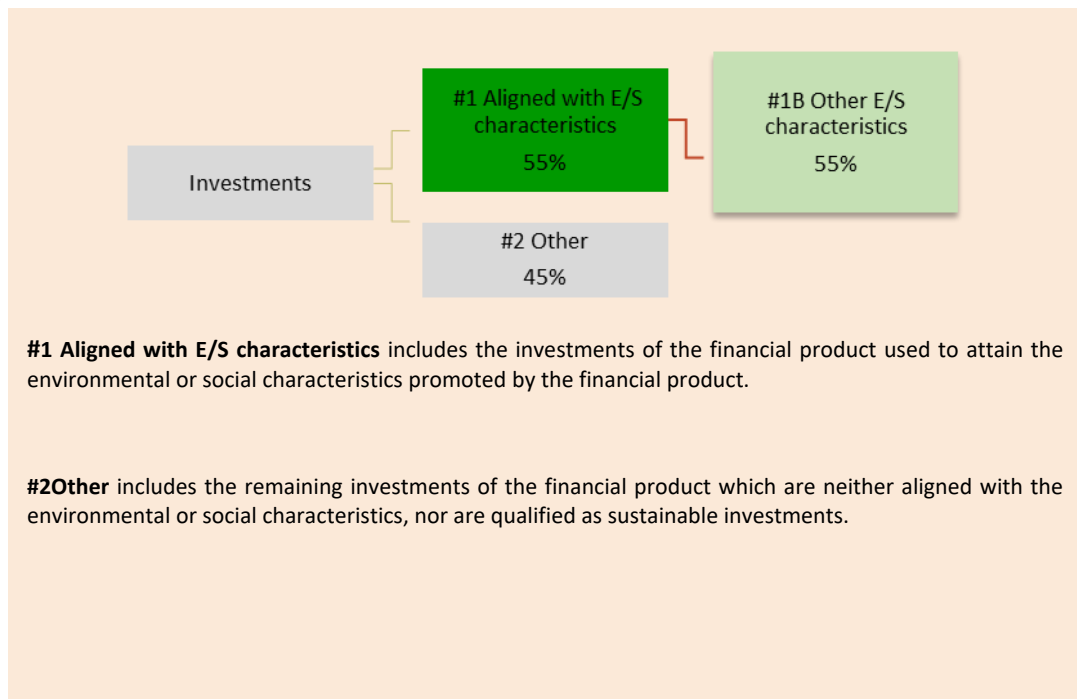 #1 Aligned with E/S
characteristics
55%
#1B Other E/S
characteristics
55%
Investments
#2 Other
45%
#1 Aligned with E/S characteristics includes the investments of the financial product used to attain the
environmental or social characteristics promoted by the financial product.
#2Other includes the remaining investments of the financial product which are neither aligned with the
environmental or social characteristics, nor are qualified as sustainable investments.